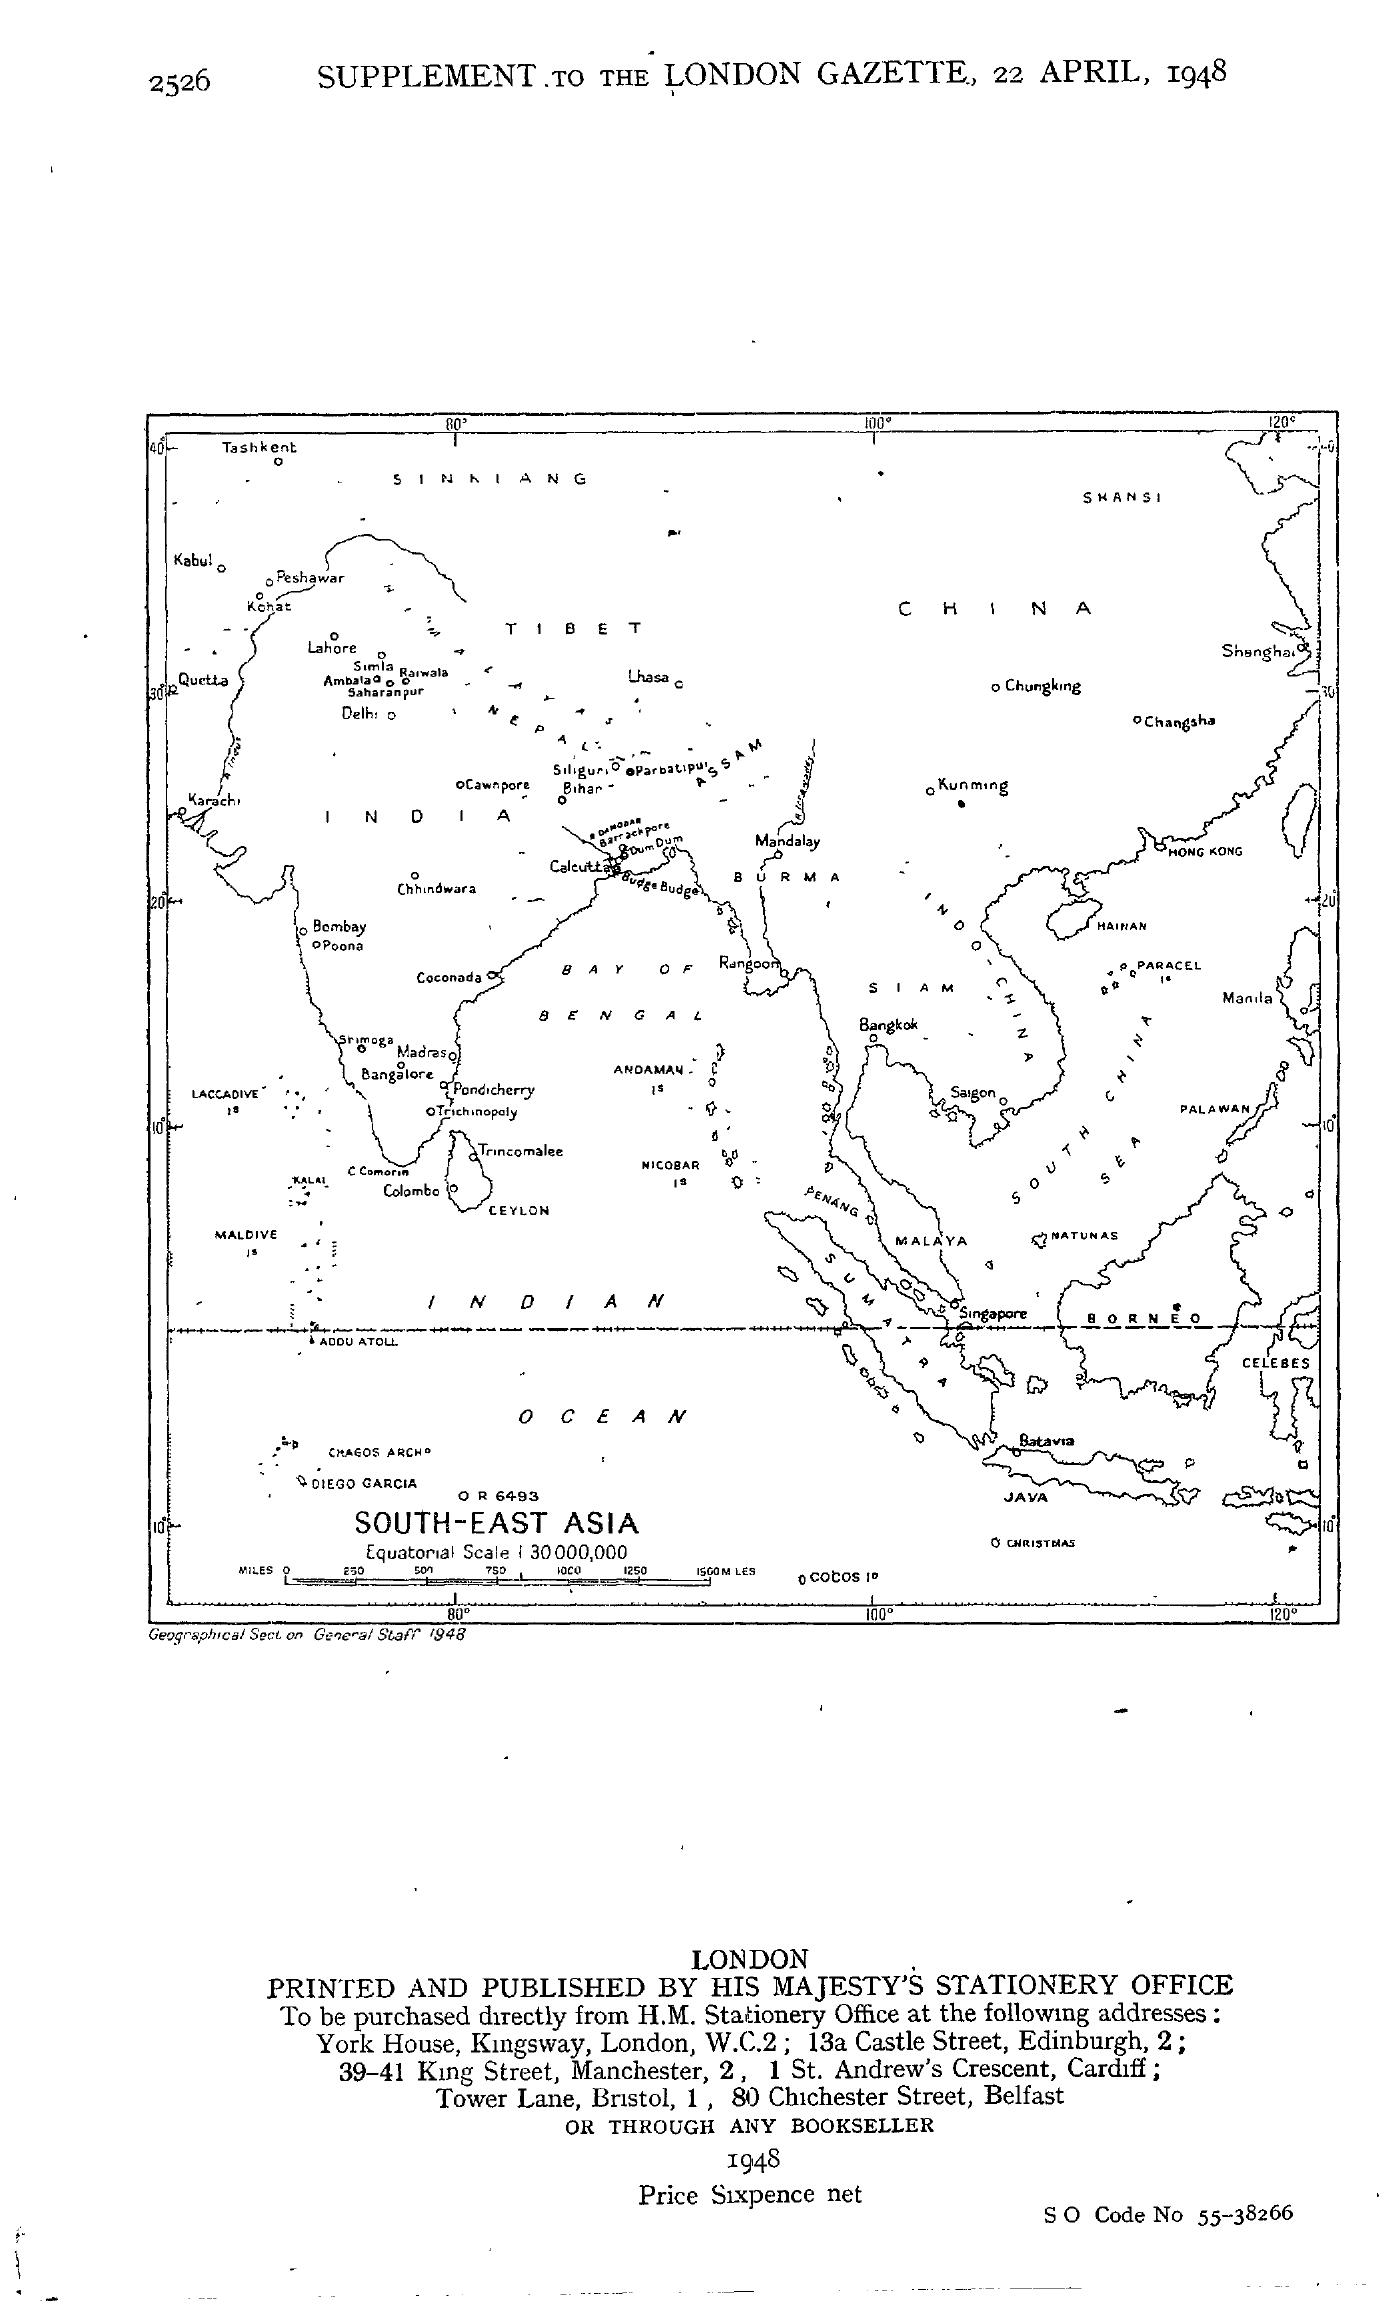 2526 SUPPLEMENT TO THE LONDON GAZETTE, 22 APRIL, 1948
80° 100° 120°
40°
Tashkent
SINKIANG
SHANSI
Kabul
Peshawar
Kohat
CHINA
TIBET
Lahore
Shanghai
Simla
Raiwala
Quetta
Ambala
Lhasa
Chungking
30° 30°
Saharanpur
Delhi
Changsha
NEPAL
ASSAM
Siliguri
Parbatipur
Cawnpore
Bihar
Kunming
R. Indus
R. Irrawaddy
Karachi
INDIA
R DAMODAR
Barrackpore
Dum Dum
Mandalay
HONG KONG
Calcutta
Budge Budge
BURMA
Chhindwara
20° 20°
INDO-CHINA
HAINAN
Bombay
Poona
Rangoon
PARACEL
Is
Coconada
BAY OF
BENGAL
SIAM
Manila
Bangkok
Srimoga
Madras
Bangalore
ANDAMAN
Is
LACCADIVE
Is
Pondicherry
Saigon
Trichinopoly
PALAWAN
10° 10°
SOUTH CHINA
SEA
Trincomalee
C Comorin
NICOBAR
Is
KALAI
Colombo
CEYLON
PENANG
MALDIVE
Is
MALAYA
NATUNAS
SUMATRA
INDIAN
Singapore
BORNEO
ADDU ATOLL
CELEBES
OCEAN
Batavia
CHAGOS ARCHO
DIEGO GARCIA
JAVA
O R 6493
SOUTH-EAST ASIA
10° 10°
Equatorial Scale 1 30000,000
CHRISTMAS
MILES 0 250 500 750 1000 1250 1500 MILES
COCOS Is
80° 100° 120°
Geographical Section General Staff 1948
LONDON
PRINTED AND PUBLISHED BY HIS MAJESTY'S STATIONERY OFFICE
To be purchased directly from H.M. Stationery Office at the following addresses:
York House, Kingsway, London, W.C.2; 13a Castle Street, Edinburgh, 2;
39-41 King Street, Manchester, 2, 1 St. Andrew's Crescent, Cardiff;
Tower Lane, Bristol, 1, 80 Chichester Street, Belfast
OR THROUGH ANY BOOKSELLER
1948
Price Sixpence net
S O Code No 55-38266